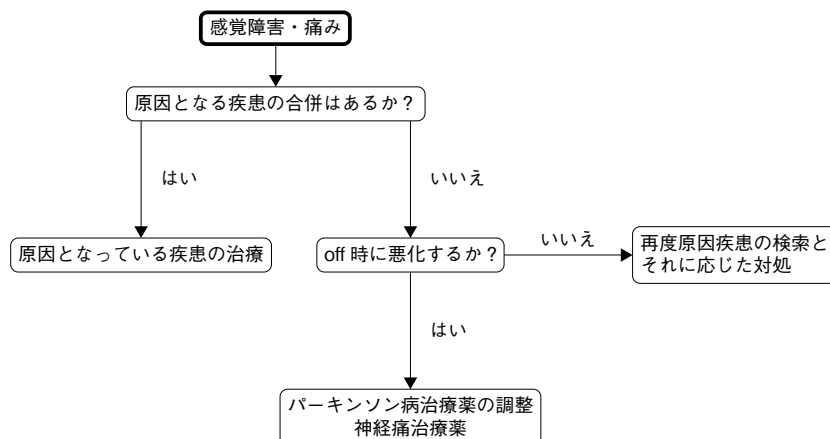 感覚障害・痛み
原因となる疾患の合併はあるか?
はい
いいえ
原因となっている疾患の治療
off 時に悪化するか?
いいえ
再度原因疾患の検索と
それに応じた対処
はい
パーキンソン病治療薬の調整
神経痛治療薬